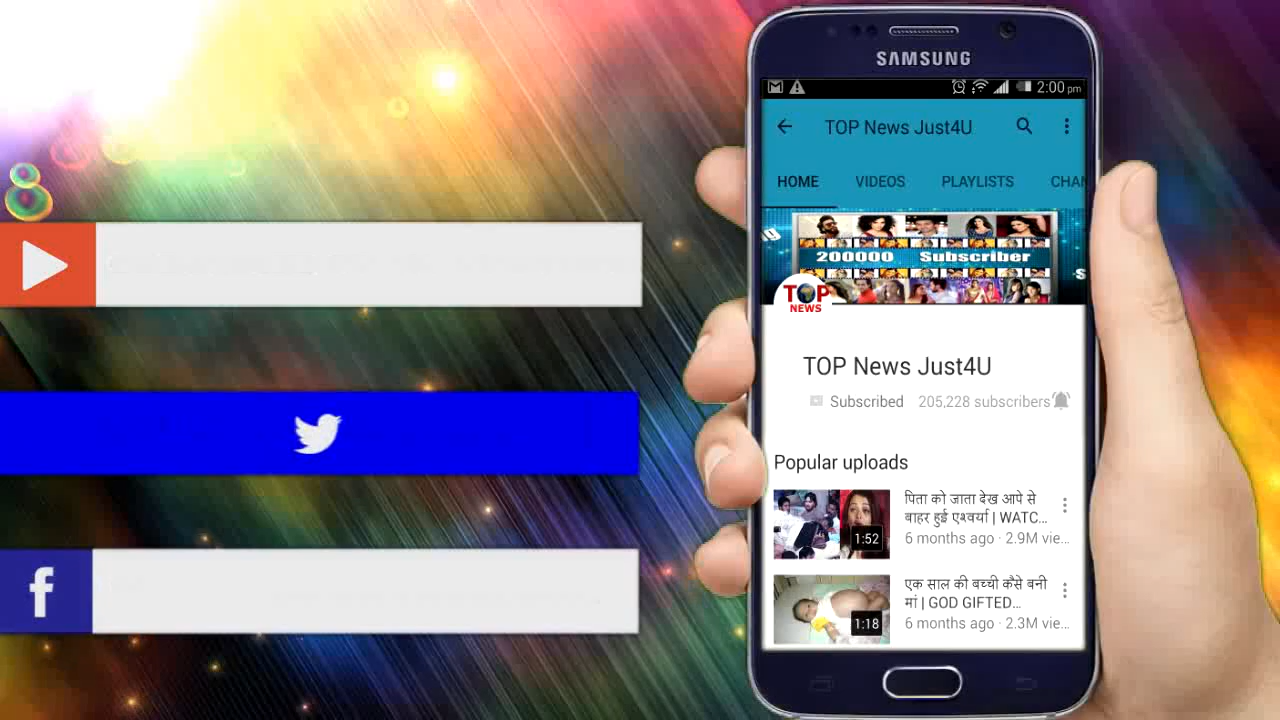 SAMSUNG
2:00 pm
TOP News Just4U
HOME VIDEOS PLAYLISTS CHAN
200000 Subscriber
TOP
NEWS
TOP News Just4U
Subscribed 205,228 subscribers
Popular uploads
पिता को जाता देख आपे से
बाहर हुई एश्वर्या | WATC...
1:52
6 months ago · 2.9M vie...
एक साल की बच्ची कैसे बनी
मां | GOD GIFTED...
1:18
6 months ago · 2.3M vie...